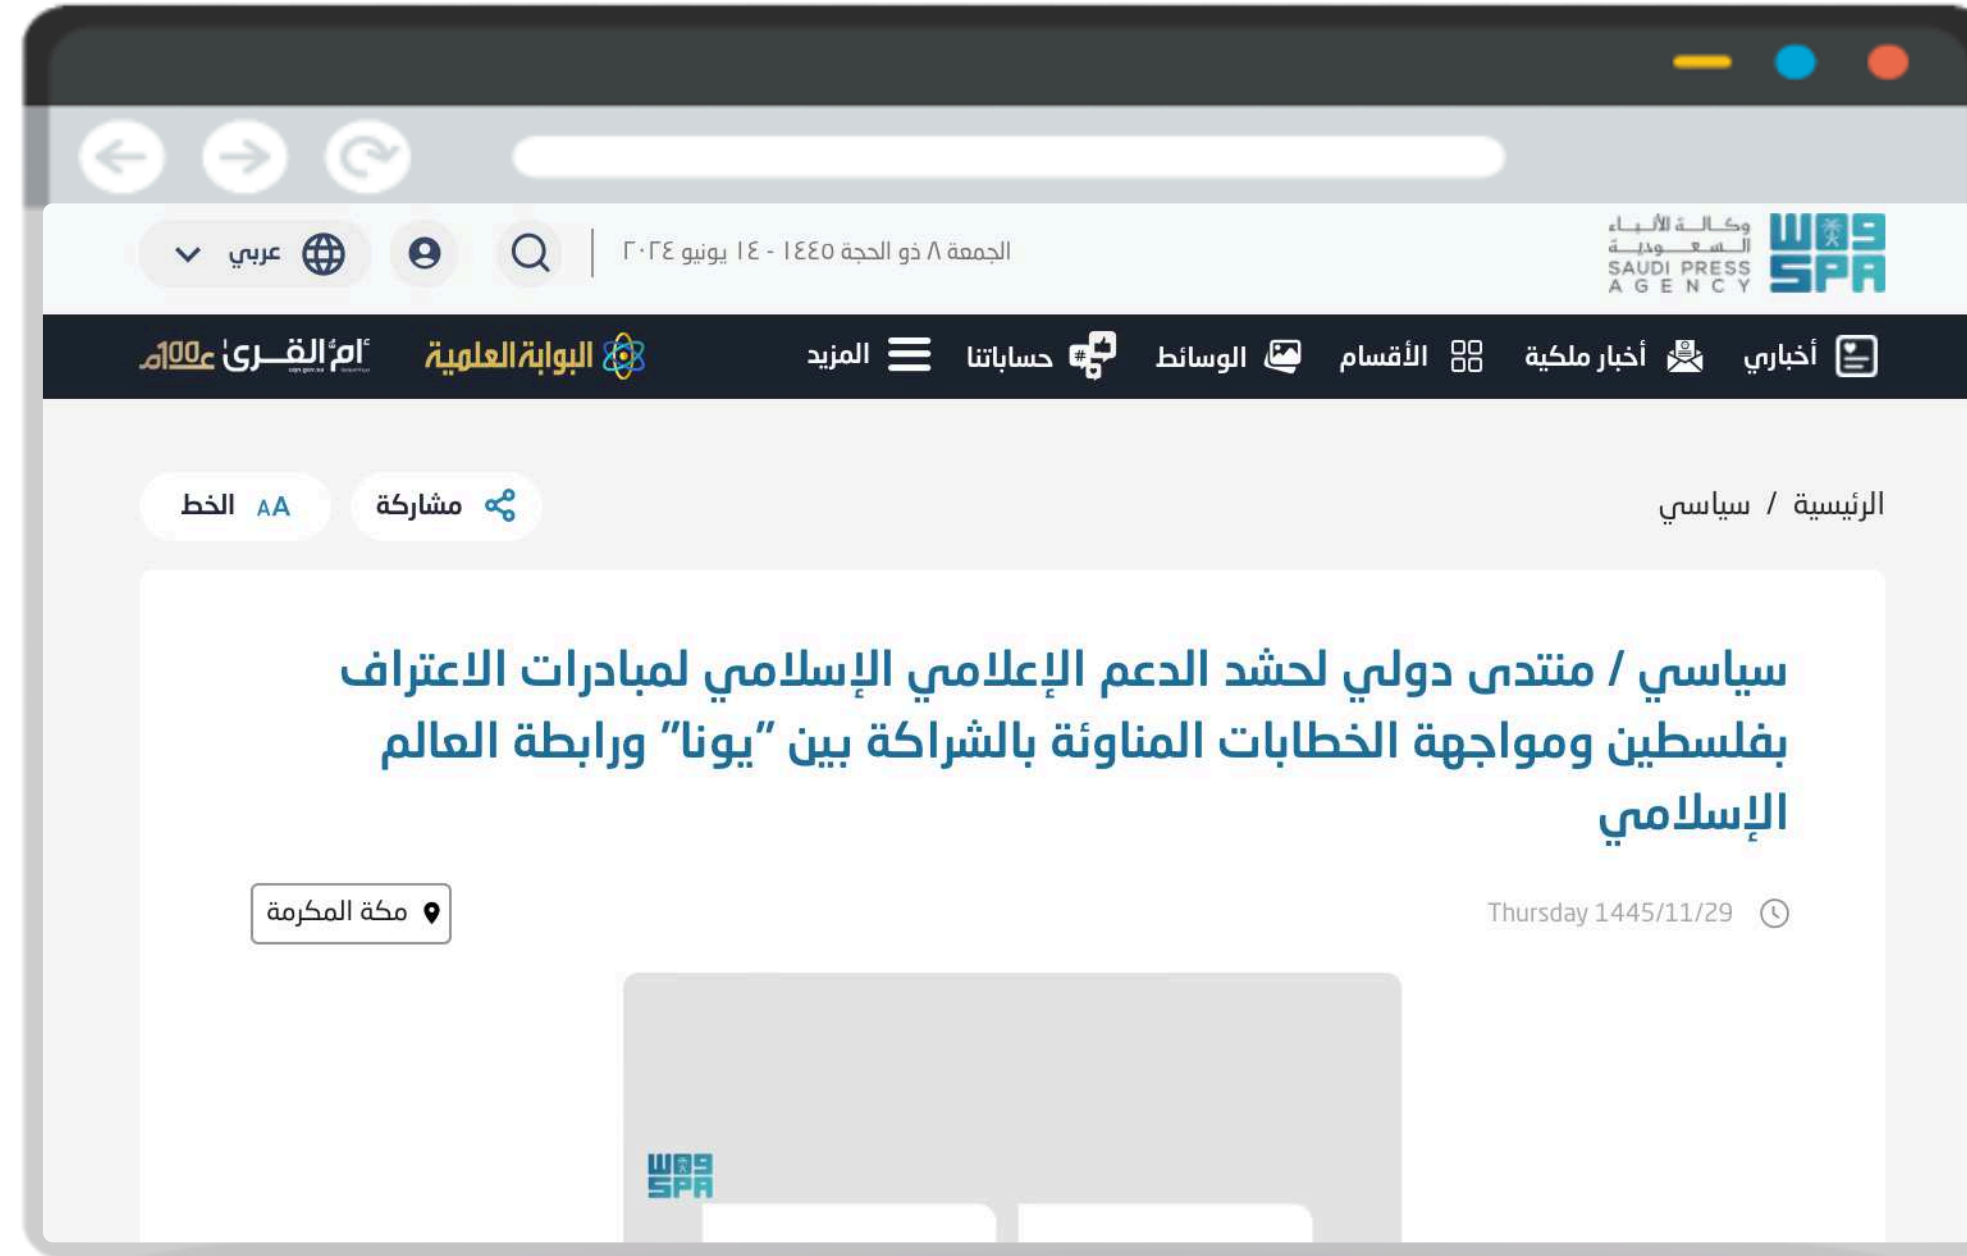 وكالة الأنباء
السعودية
SAUDI PRESS
AGENCY
واس
SPA
الجمعة ٨ ذو الحجة ١٤٤٥ - ١٤ يونيو ٢٠٢٤
عربي
أخباري أخبار ملكية الأقسام الوسائط حساباتنا المزيد البوابة العلمية أم القرى 100
الرئيسية / سياسي
مشاركة AA الخط
سياسي / منتدى دولي لحشد الدعم الإعلامي الإسلامي لمبادرات الاعتراف
بفلسطين ومواجهة الخطابات المناوئة بالشراكة بين "يونا" ورابطة العالم
الإسلامي
Thursday 1445/11/29
مكة المكرمة
واس
SPA